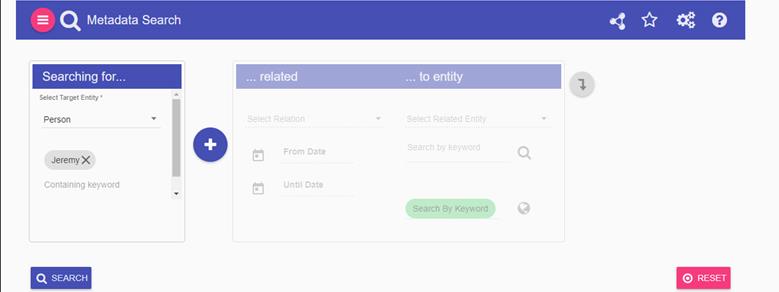 Metadata Search
Searching for...
Select Target Entity *
Person
Jeremy
Containing keyword
... related
... to entity
Select Relation
Select Related Entity
From Date
Search by keyword
Until Date
Search By Keyword
SEARCH
RESET